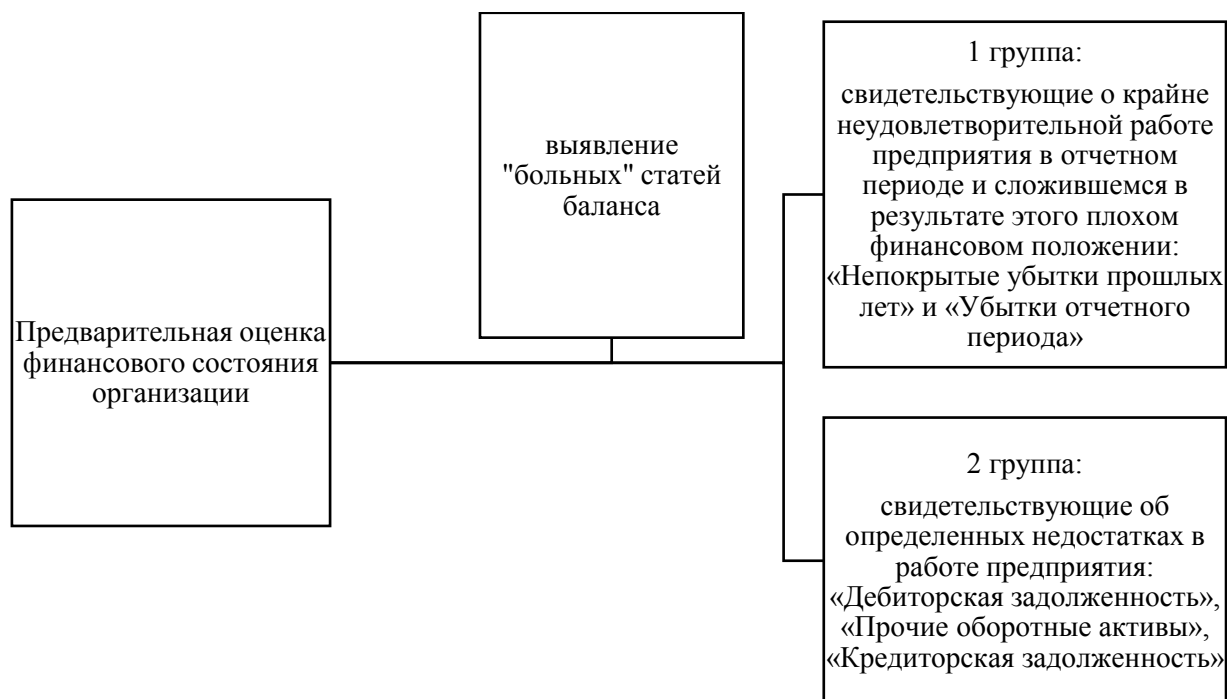 Предварительная оценка
финансового состояния
организации
выявление
"больных" статей
баланса
1 группа:
свидетельствующие о крайне
неудовлетворительной работе
предприятия в отчетном
периоде и сложившемся в
результате этого плохом
финансовом положении:
«Непокрытые убытки прошлых
лет» и «Убытки отчетного
периода»
2 группа:
свидетельствующие об
определенных недостатках в
работе предприятия:
«Дебиторская задолженность»,
«Прочие оборотные активы»,
«Кредиторская задолженность»